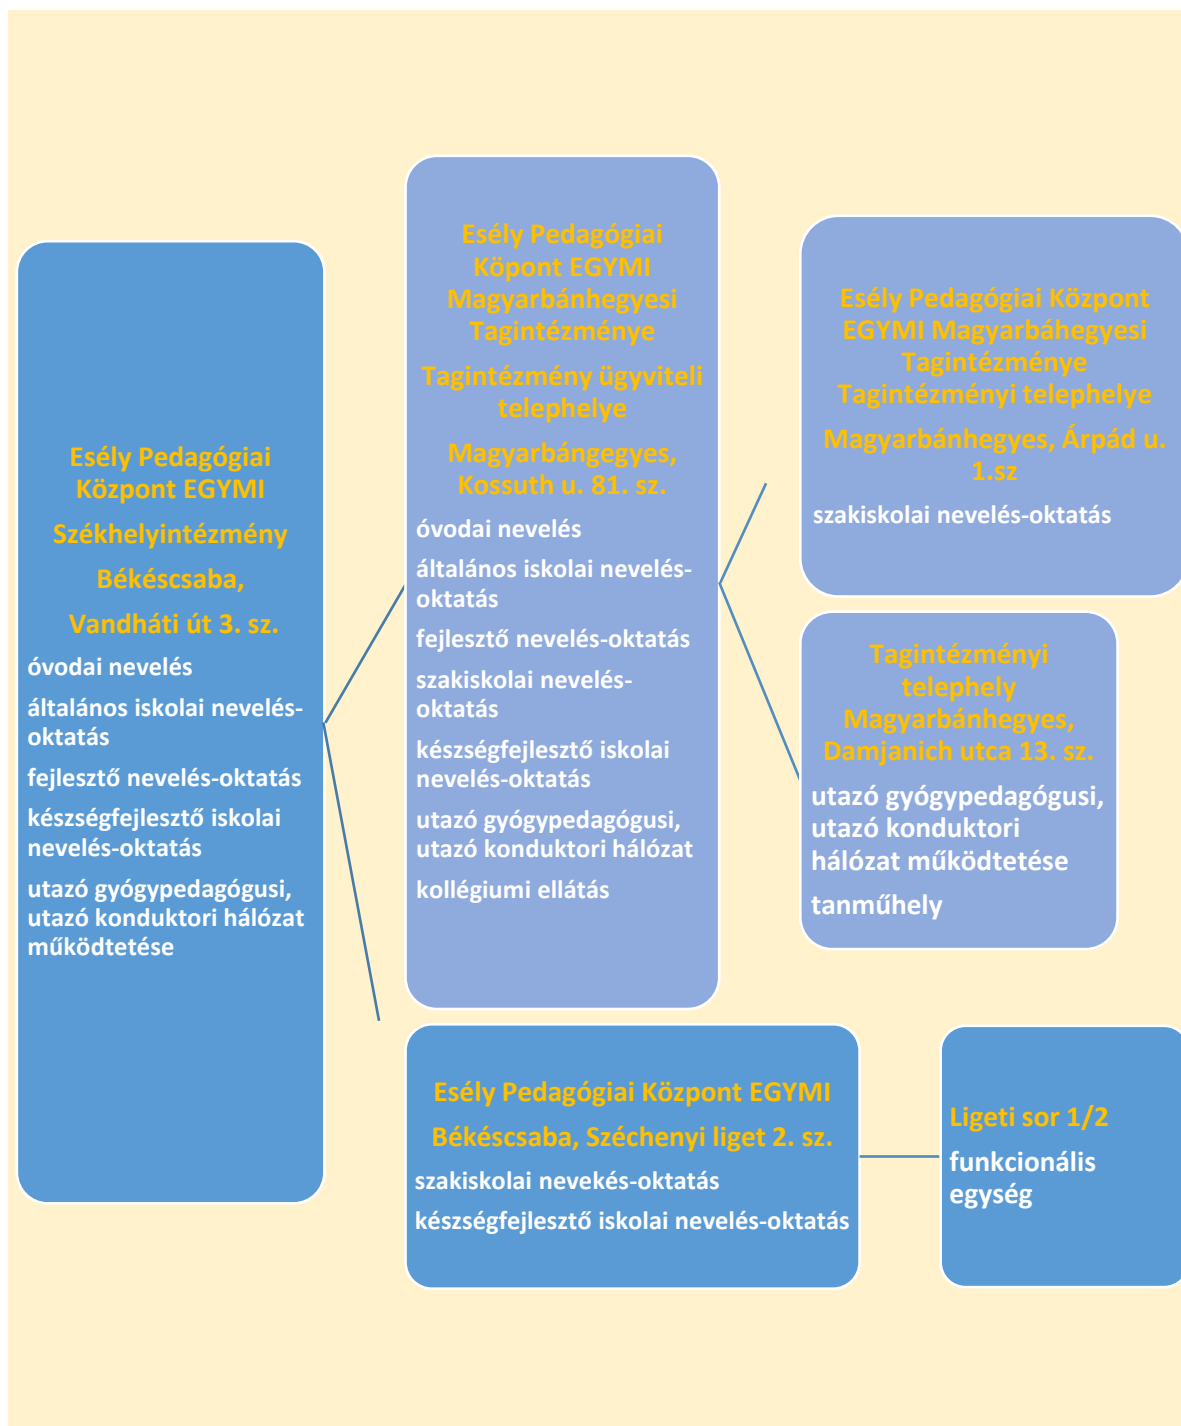 Esély Pedagógiai
Központ EGYMI
Székhelyintézmény
Békéscsaba,
Vandháti út 3. sz.
óvodai nevelés
általános iskolai nevelés-
oktatás
fejlesztő nevelés-oktatás
készségfejlesztő iskolai
nevelés-oktatás
utazó gyógypedagógusi,
utazó konduktori hálózat
működtetése
Esély Pedagógiai
Köpont EGYMI
Magyarbánhegyesi
Tagintézménye
Tagintézmény ügyviteli
telephelye
Magyarbángegyes,
Kossuth u. 81. sz.
óvodai nevelés
általános iskolai nevelés-
oktatás
fejlesztő nevelés-oktatás
szakiskolai nevelés-
oktatás
készségfejlesztő iskolai
nevelés-oktatás
utazó gyógypedagógusi,
utazó konduktori hálózat
kollégiumi ellátás
Esély Pedagógiai Központ
EGYMI Magyarbáhegyesi
Tagintézménye
Tagintézményi telephelye
Magyarbánhegyes, Árpád u.
1.sz
szakiskolai nevelés-oktatás
Tagintézményi
telephely
Magyarbánhegyes,
Damjanich utca 13. sz.
utazó gyógypedagógusi,
utazó konduktori
hálózat működtetése
tanműhely
Esély Pedagógiai Központ EGYMI
Békéscsaba, Széchenyi liget 2. sz.
szakiskolai nevekés-oktatás
készségfejlesztő iskolai nevelés-oktatás
Ligeti sor 1/2
funkcionális
egység